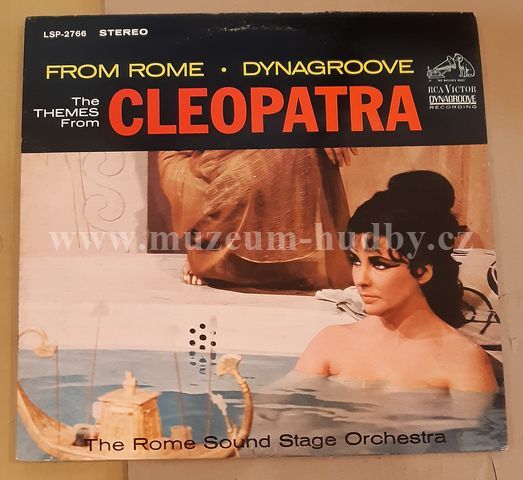 LSP-2766 STEREO
FROM ROME • DYNAGROOVE
The THEMES From
CLEOPATRA
RCA VICTOR
DYNAGROOVE
RECORDING
www.muzeum-hudby.cz
The Rome Sound Stage Orchestra